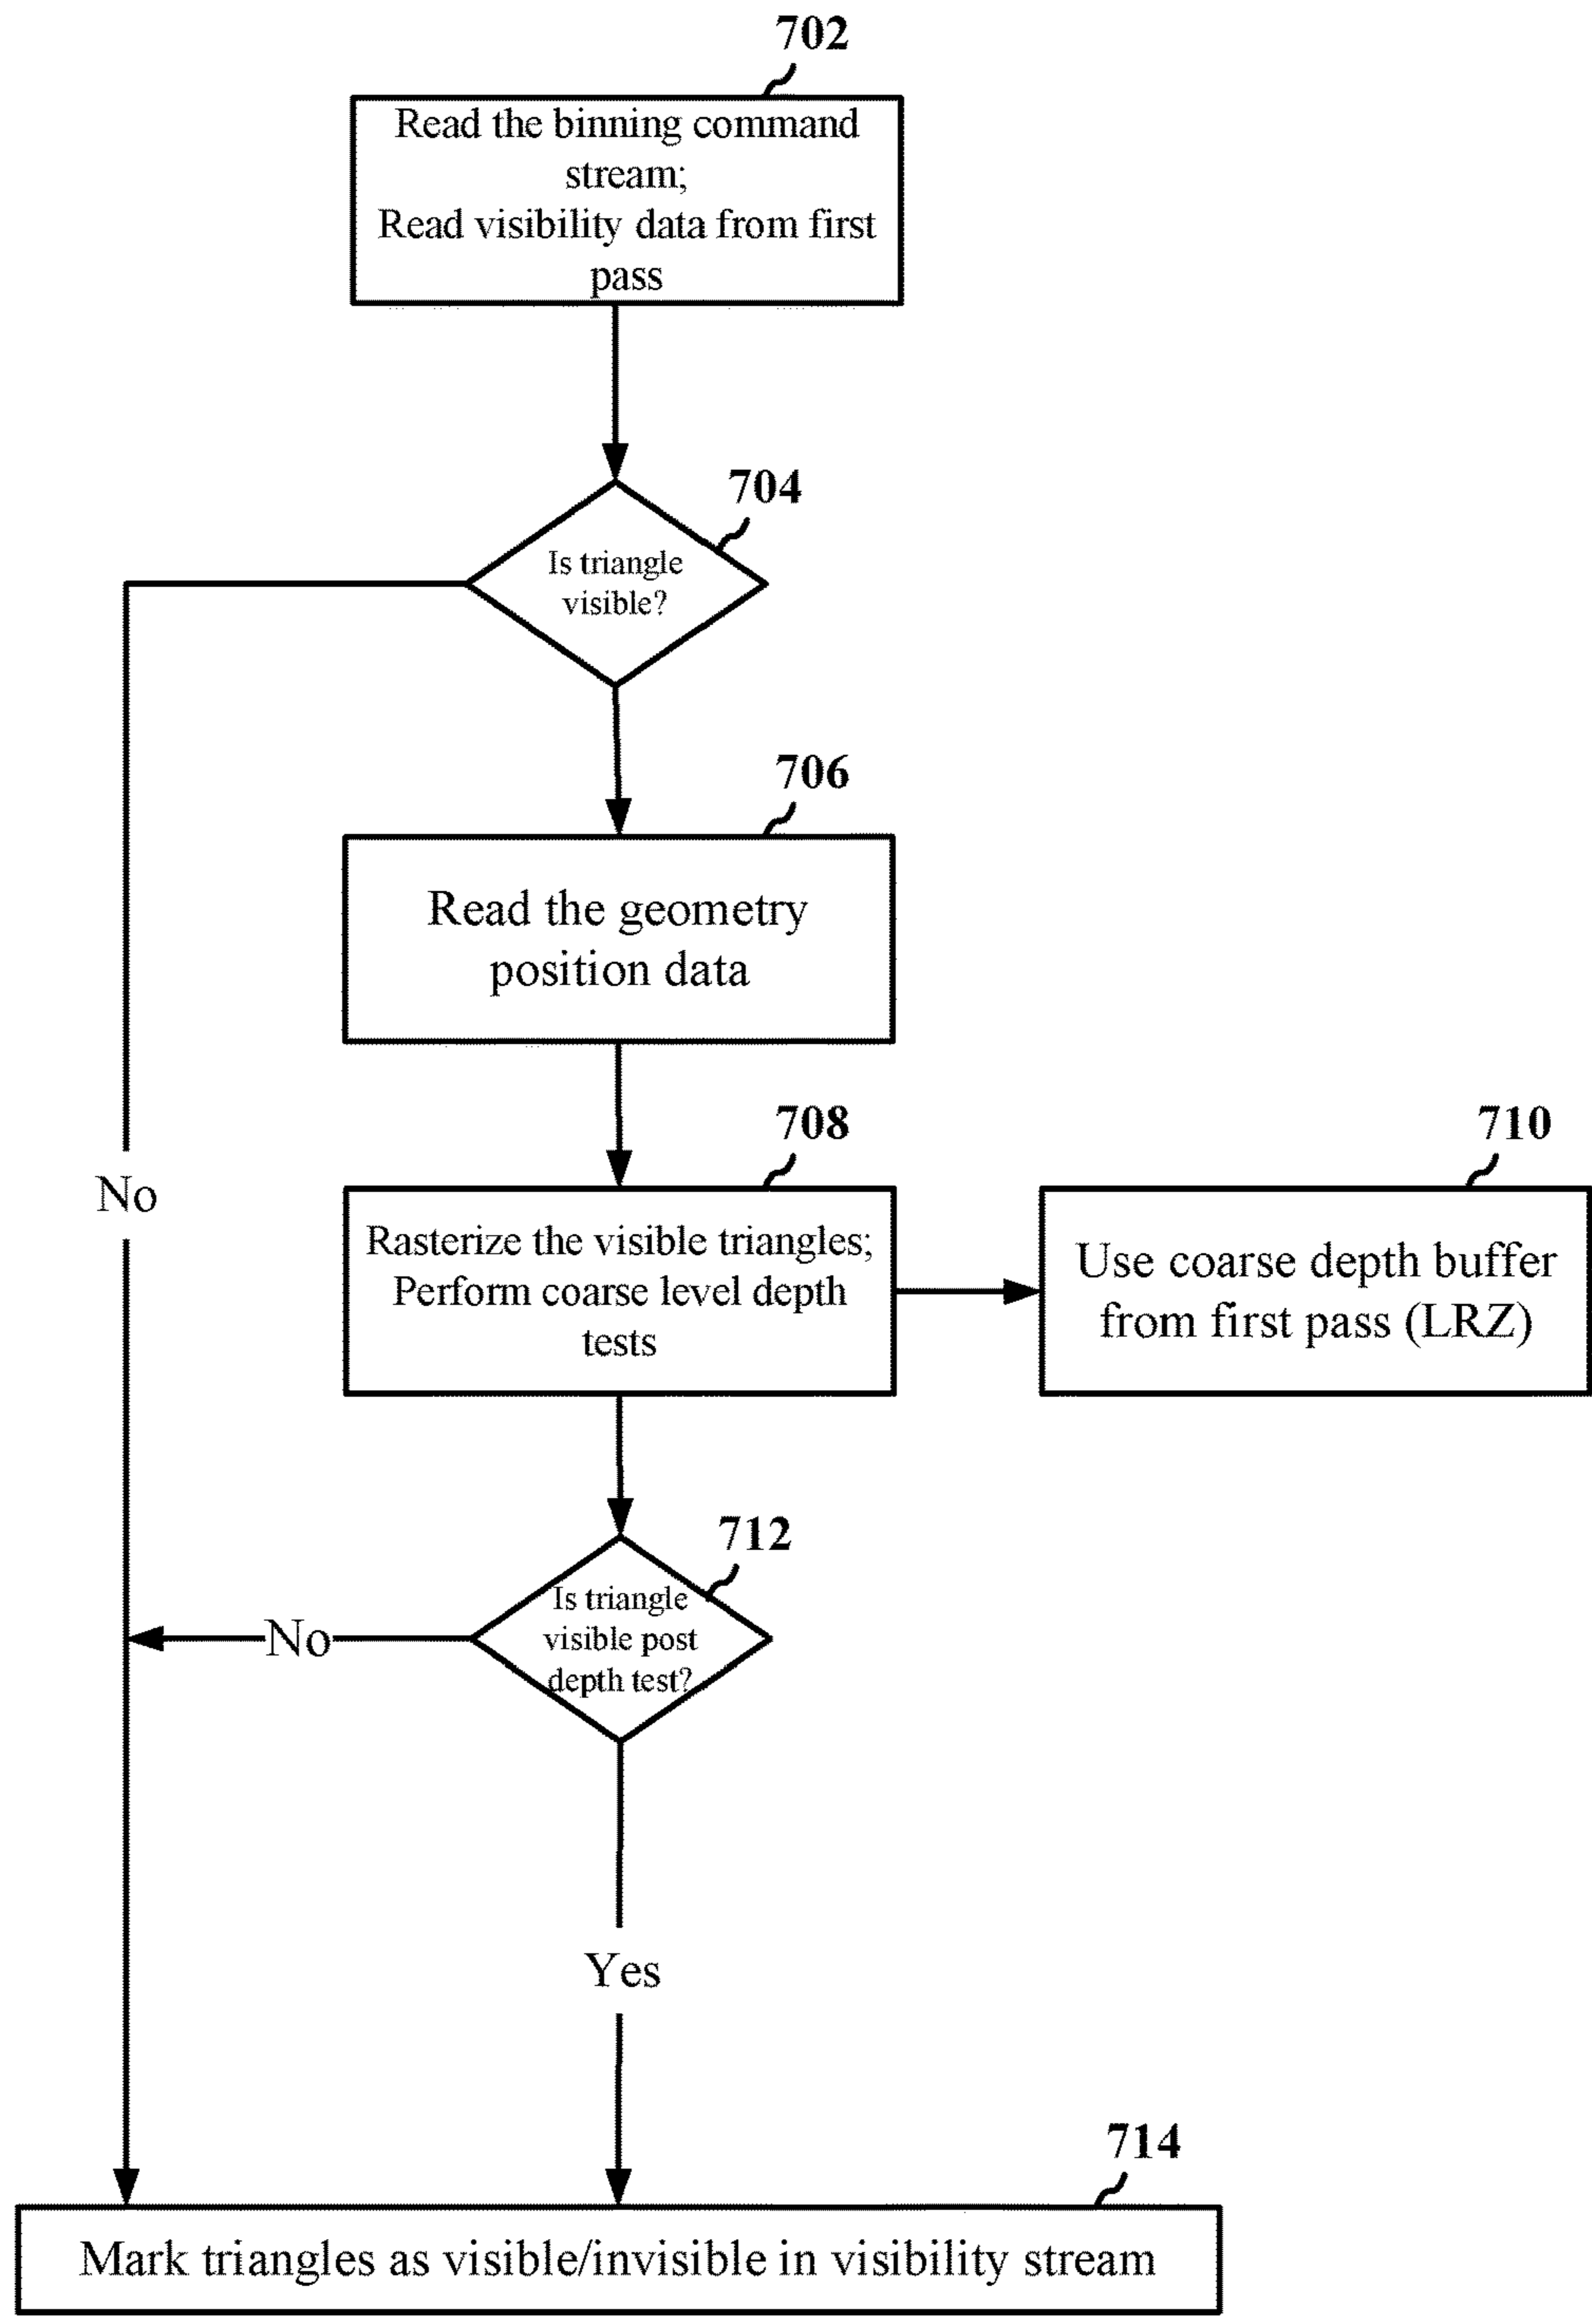 702
Read the binning command
stream;
Read visibility data from first
pass
704
Is triangle
visible?
706
Read the geometry
position data
708
710
No
Rasterize the visible triangles;
Perform coarse level depth
tests
Use coarse depth buffer
from first pass (LRZ)
712
Is triangle
visible post
depth test?
No
Yes
714
Mark triangles as visible/invisible in visibility stream